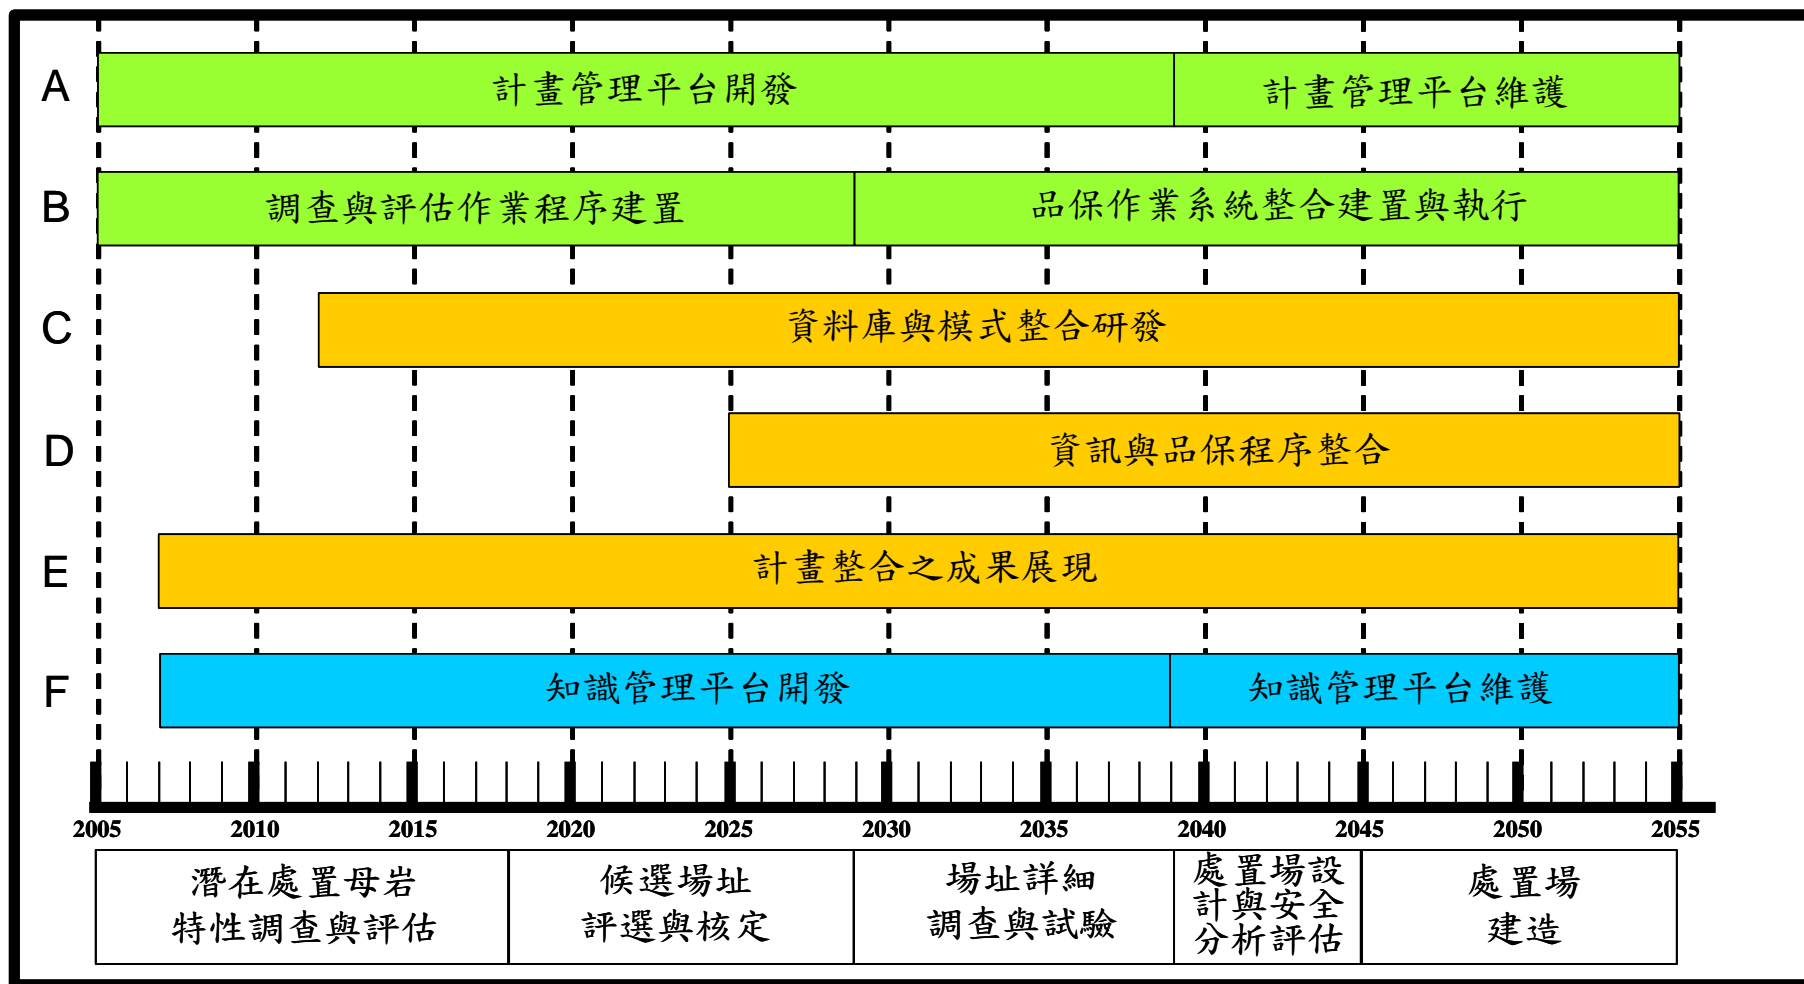 A
計畫管理平台開發
計畫管理平台維護
B
調查與評估作業程序建置
品保作業系統整合建置與執行
C
資料庫與模式整合研發
D
資訊與品保程序整合
E
計畫整合之成果展現
F
知識管理平台開發
知識管理平台維護
2005 2010 2015 2020 2025 2030 2035 2040 2045 2050 2055
潛在處置母岩
特性調查與評估
候選場址
評選與核定
場址詳細
調查與試驗
處置場設
計與安全
分析評估
處置場
建造